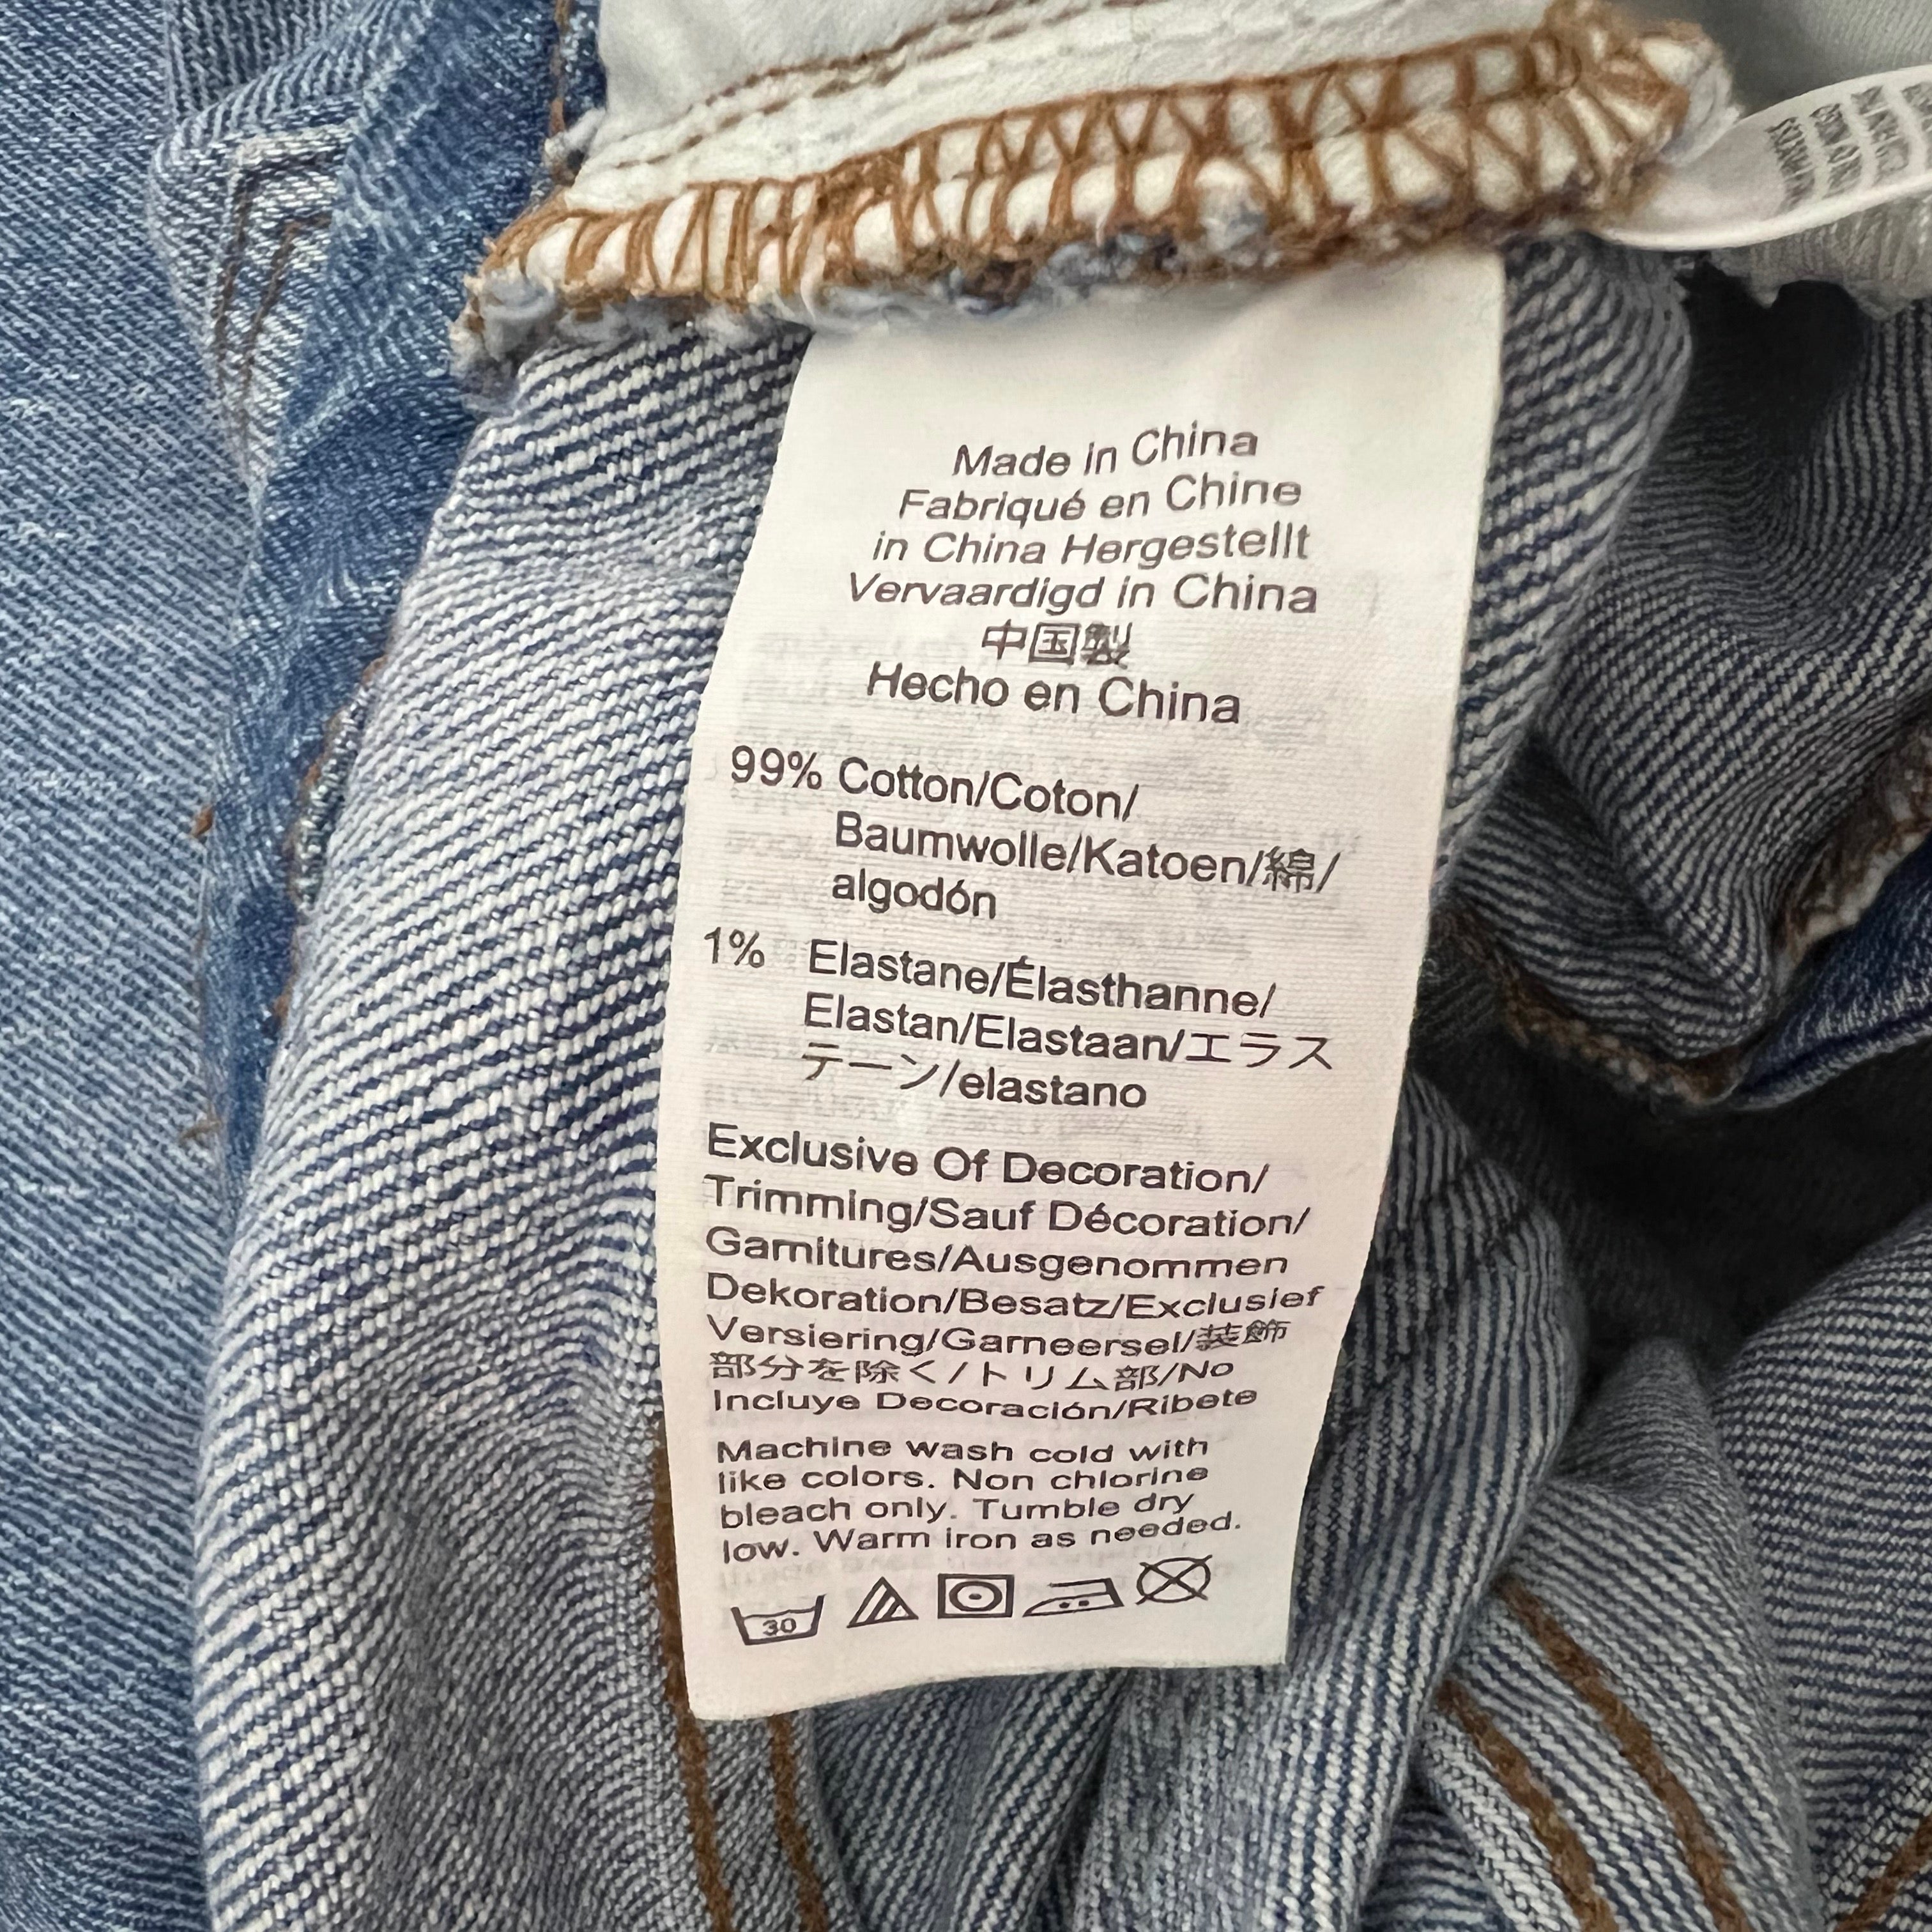 Made in China
Fabriqué en Chine
in China Hergestellt
Vervaardigd in China
中国製
Hecho en China
99% Cotton/Coton/
Baumwolle/Katoen/綿/
algodón
1% Elastane/Élasthanne/
Elastan/Elastaan/エラス
テーン/elastano
Exclusive Of Decoration/
Trimming/Sauf Décoration/
Garnitures/Ausgenommen
Dekoration/Besatz/Exclusief
Versiering/Garneersel/装飾
部分を除く/トリム部/No
Incluye Decoración/Ribete
Machine wash cold with
like colors. Non chlorine
bleach only. Tumble dry
low. Warm iron as needed.
30